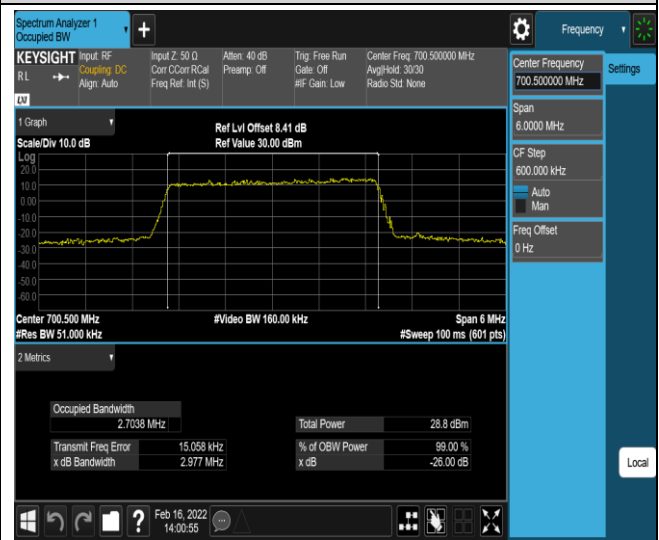 Spectrum Analyzer 1
Occupied BW
+
Frequency
KEYSIGHT
R L
LXI
Input: RF
Coupling: DC
Align: Auto
Input Z: 50 Ω
Corr CCorr RCal
Freq Ref: Int (S)
Atten: 40 dB
Preamp: Off
Trig: Free Run
Gate: Off
#IF Gain: Low
Center Freq: 700.500000 MHz
Avg|Hold: 30/30
Radio Std: None
Center Frequency
700.500000 MHz
Settings
Span
6.0000 MHz
CF Step
600.000 kHz
Auto
Man
Freq Offset
0 Hz
Local
1 Graph
Scale/Div 10.0 dB
Ref Lvl Offset 8.41 dB
Ref Value 30.00 dBm
Log
20.0
10.0
0.00
-10.0
-20.0
-30.0
-40.0
-50.0
-60.0
Center 700.500 MHz
#Video BW 160.00 kHz
Span 6 MHz
#Res BW 51.000 kHz
#Sweep 100 ms (601 pts)
2 Metrics
Occupied Bandwidth
2.7038 MHz
Total Power 28.8 dBm
Transmit Freq Error 15.058 kHz
% of OBW Power 99.00 %
x dB Bandwidth 2.977 MHz
x dB -26.00 dB
?
Feb 16, 2022
14:00:55